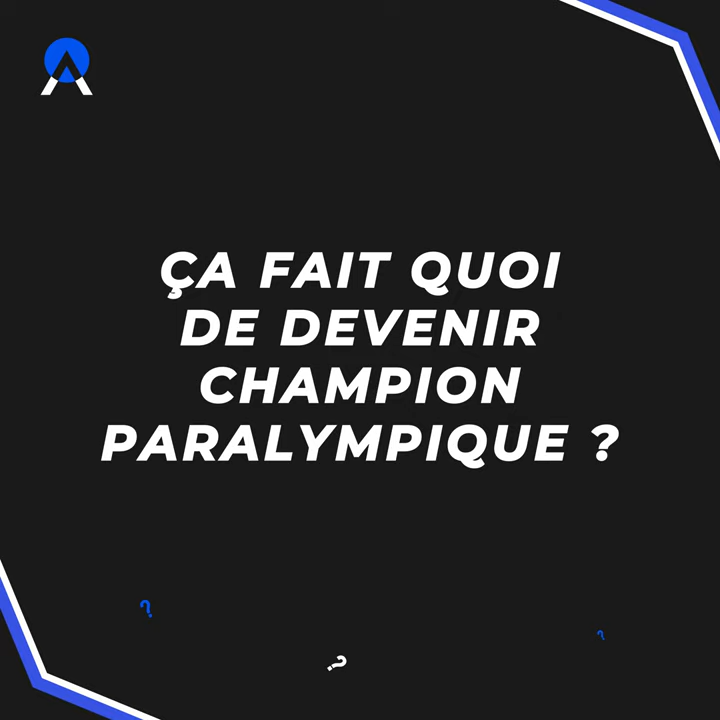 ÇA FAIT QUOI
DE DEVENIR
CHAMPION
PARALYMPIQUE ?
?
?
?